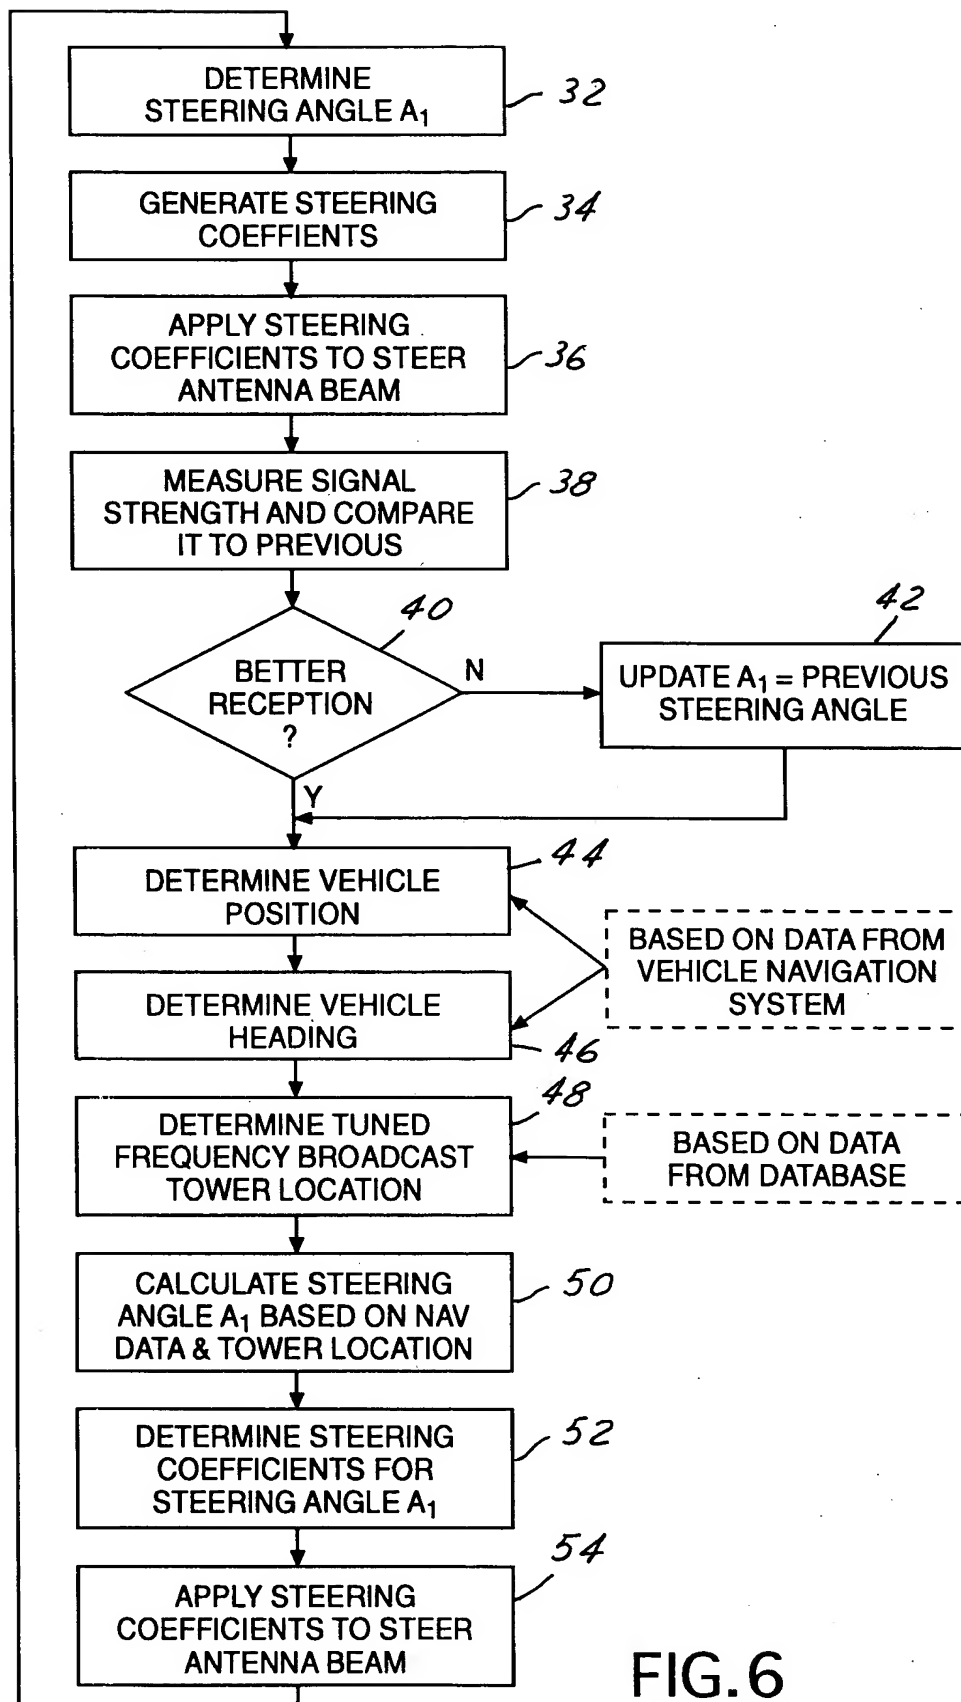 DETERMINE
STEERING ANGLE A1
32
GENERATE STEERING
COEFFIENTS
34
APPLY STEERING
COEFFICIENTS TO STEER
ANTENNA BEAM
36
MEASURE SIGNAL
STRENGTH AND COMPARE
IT TO PREVIOUS
38
BETTER
RECEPTION
?
40
N
Y
UPDATE A1 = PREVIOUS
STEERING ANGLE
42
DETERMINE VEHICLE
POSITION
44
BASED ON DATA FROM
VEHICLE NAVIGATION
SYSTEM
DETERMINE VEHICLE
HEADING
46
DETERMINE TUNED
FREQUENCY BROADCAST
TOWER LOCATION
48
BASED ON DATA
FROM DATABASE
CALCULATE STEERING
ANGLE A1 BASED ON NAV
DATA & TOWER LOCATION
50
DETERMINE STEERING
COEFFICIENTS FOR
STEERING ANGLE A1
52
APPLY STEERING
COEFFICIENTS TO STEER
ANTENNA BEAM
54
FIG.6